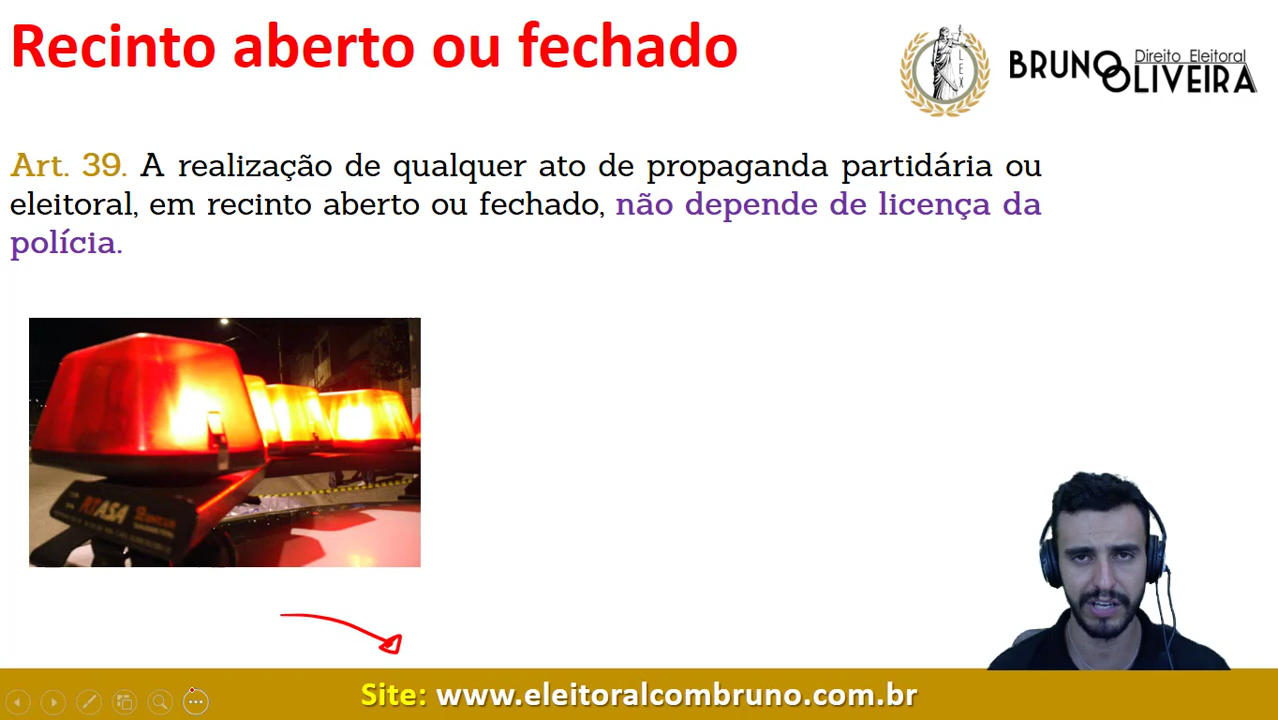 Recinto aberto ou fechado
LEX
BRUNO
Direito Eleitoral
OLIVEIRA
Art. 39. A realização de qualquer ato de propaganda partidária ou
eleitoral, em recinto aberto ou fechado, não depende de licença da
polícia.
Site: www.eleitoralcombruno.com.br